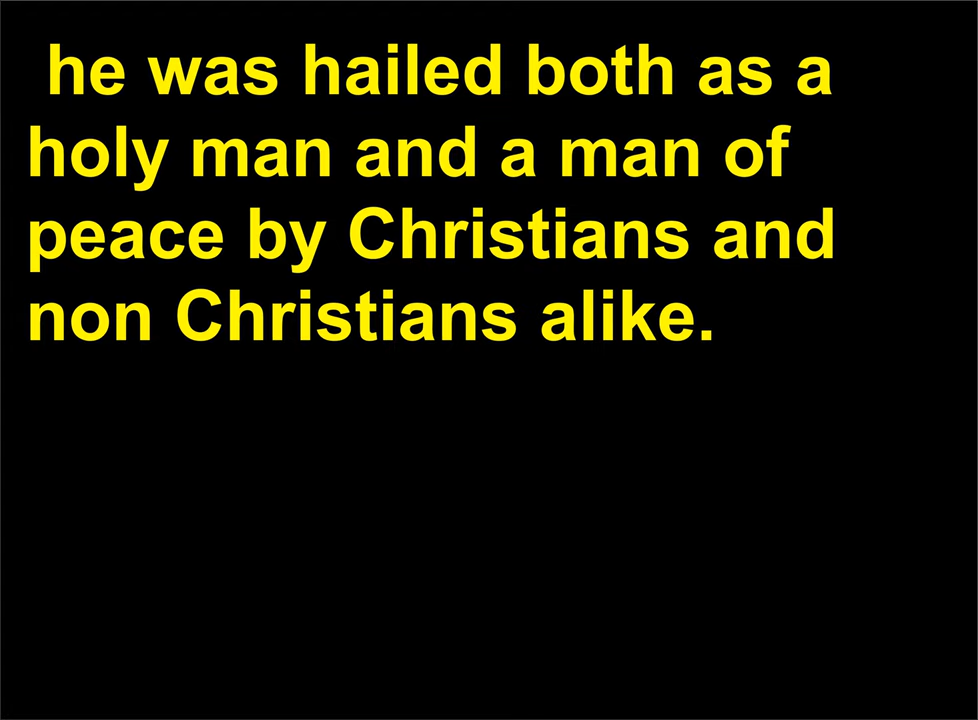 he was hailed both as a
holy man and a man of
peace by Christians and
non Christians alike.